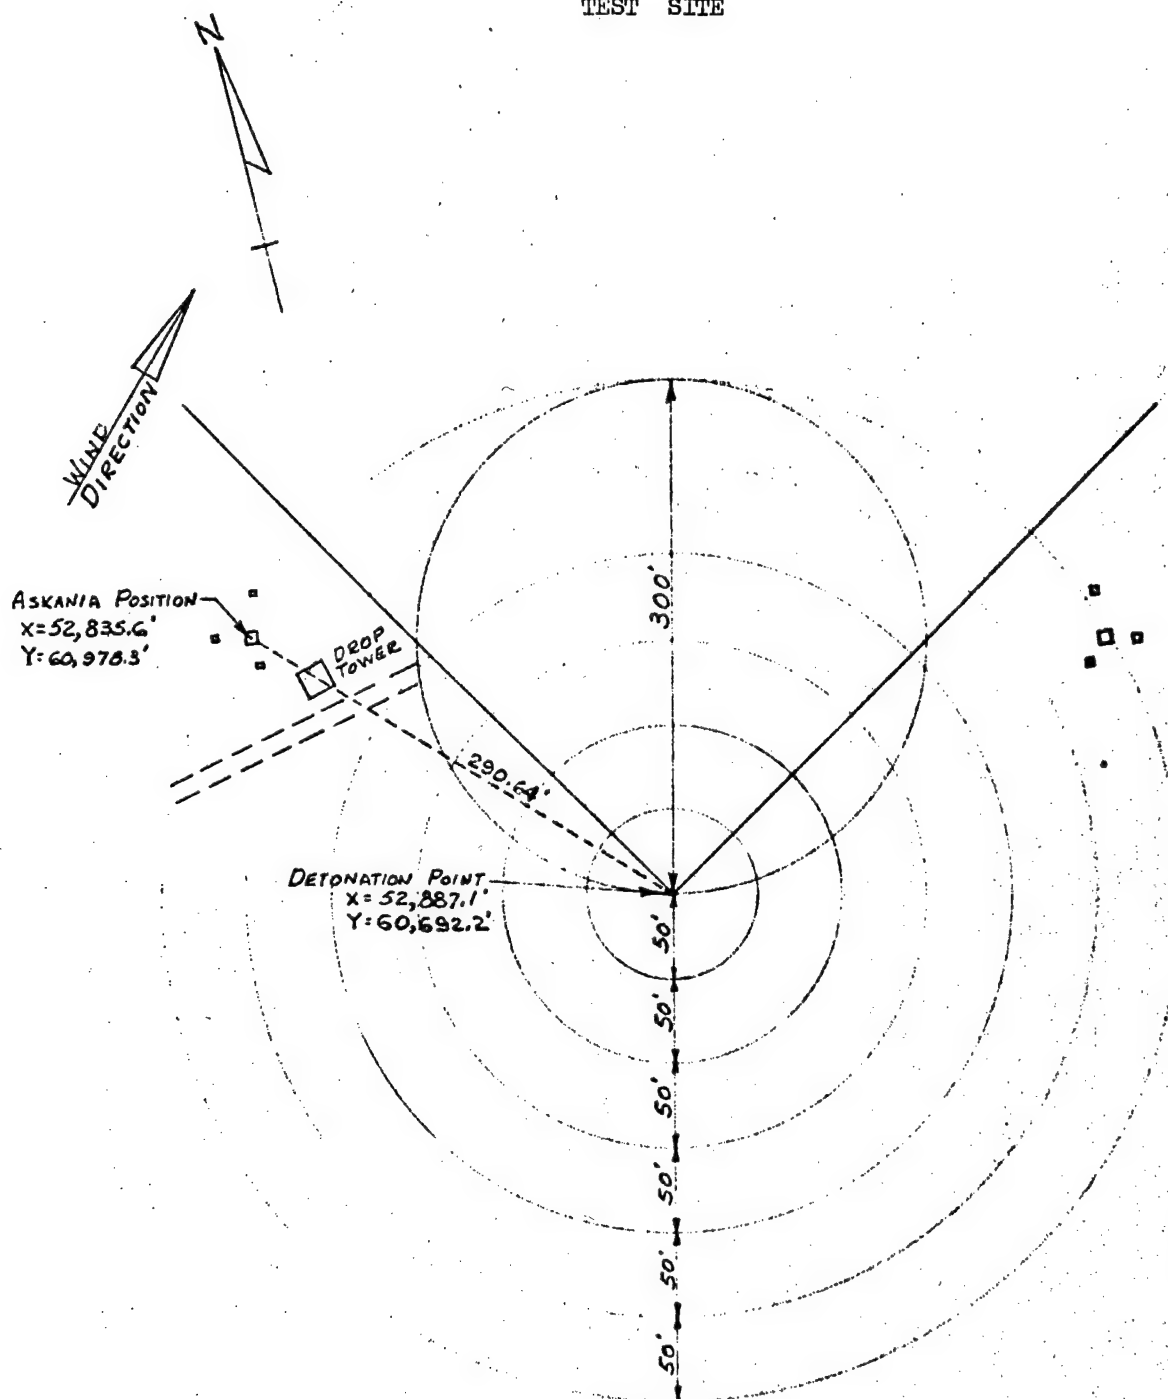 TEST SITE
N
WIND
DIRECTION
ASKANIA POSITION
X=52,835.6'
Y=60,978.3'
DROP
TOWER
300'
290.64'
DETONATION POINT
X=52,887.1'
Y=60,692.2'
50'
50'
50'
50'
50'
50'